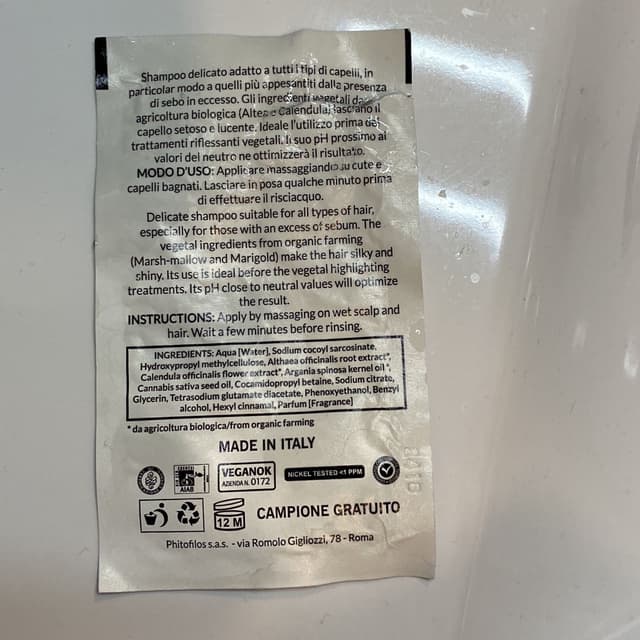 Shampoo delicato adatto a tutti i tipi di capelli, in
particolar modo a quelli più appesantiti dalla presenza
di sebo in eccesso. Gli ingredienti vegetali da
agricoltura biologica (Altea e Calendula) lasciano il
capello setoso e lucente. Ideale l'utilizzo prima dei
trattamenti riflessanti vegetali. Il suo pH prossimo ai
valori del neutro ne ottimizzerà il risultato.
MODO D'USO: Applicare massaggiando su cute e
capelli bagnati. Lasciare in posa qualche minuto prima
di effettuare il risciacquo.
Delicate shampoo suitable for all types of hair,
especially for those with an excess of sebum. The
vegetal ingredients from organic farming
(Marsh-mallow and Marigold) make the hair silky and
shiny. Its use is ideal before the vegetal highlighting
treatments. Its pH close to neutral values will optimize
the result.
INSTRUCTIONS: Apply by massaging on wet scalp and
hair. Wait a few minutes before rinsing.
INGREDIENTS: Aqua [Water], Sodium cocoyl sarcosinate,
Hydroxypropyl methylcellulose, Althaea officinalis root extract*,
Calendula officinalis flower extract*, Argania spinosa kernel oil*,
Cannabis sativa seed oil, Cocamidopropyl betaine, Sodium citrate,
Glycerin, Tetrasodium glutamate diacetate, Phenoxyethanol, Benzyl
alcohol, Hexyl cinnamal, Parfum [Fragrance]
* da agricoltura biologica/from organic farming
MADE IN ITALY
AIAB
VEGANOK
AZIENDA N. 0172
NICKEL TESTED <1 PPM
12 M
CAMPIONE GRATUITO
Phitofilos s.a.s. - via Romolo Gigliozzi, 78 - Roma